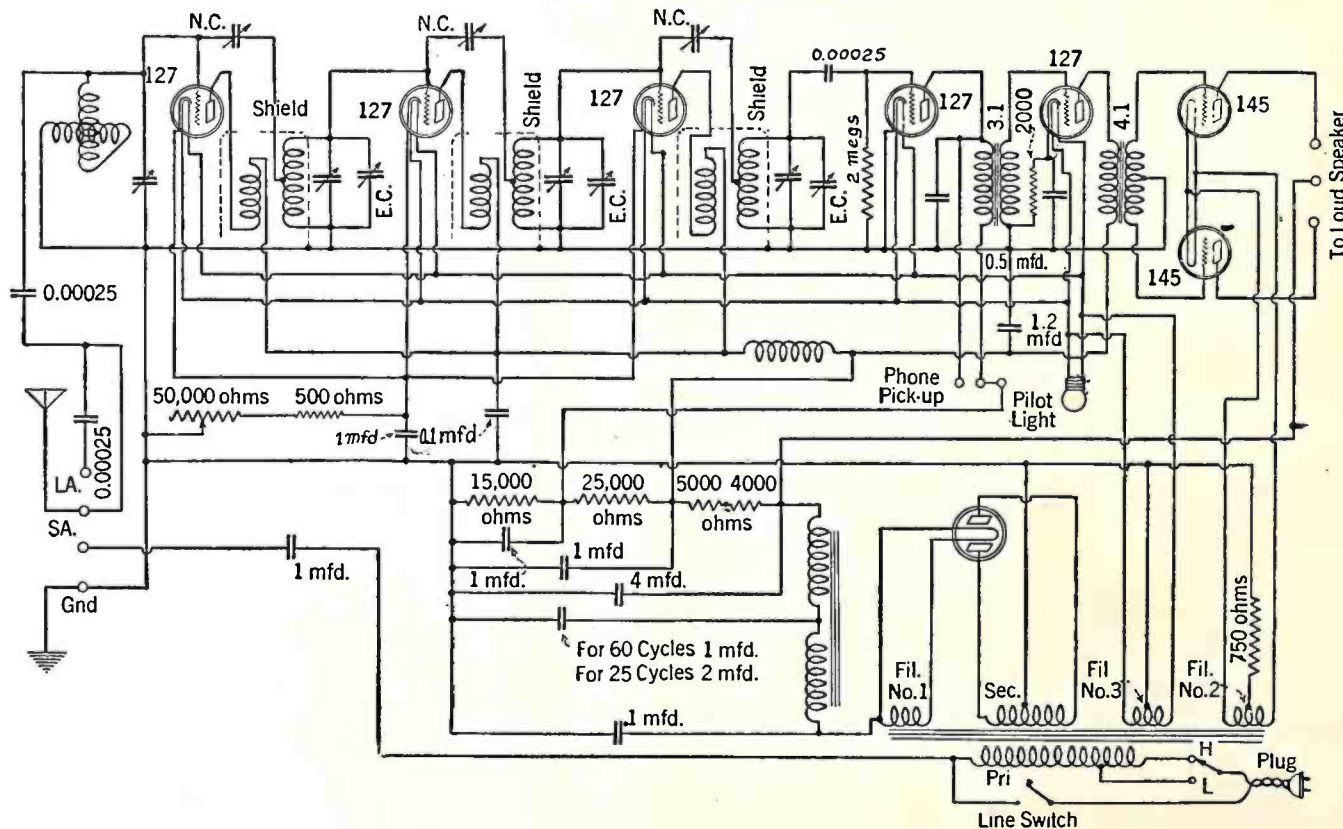 N.C.
N.C.
N.C.
0.00025
127
127
127
127
127
145
145
Shield
Shield
Shield
E.C.
E.C.
E.C.
2 megs
3.1
2000
4.1
To Loud Speaker
0.5 mfd.
1.2
mfd
0.00025
50,000 ohms
500 ohms
1mfd
0.1mfd
0.00025
LA.
SA.
Gnd
1 mfd.
Phone
Pick-up
Pilot
Light
15,000
ohms
25,000
ohms
5000 4000
ohms
1 mfd.
1 mfd
4 mfd.
For 60 Cycles 1 mfd.
For 25 Cycles 2 mfd.
1 mfd.
Fil.
No.1
Sec.
Fil
No.3
Fil.
No.2
750 ohms
Pri
H
L
Plug
Line Switch